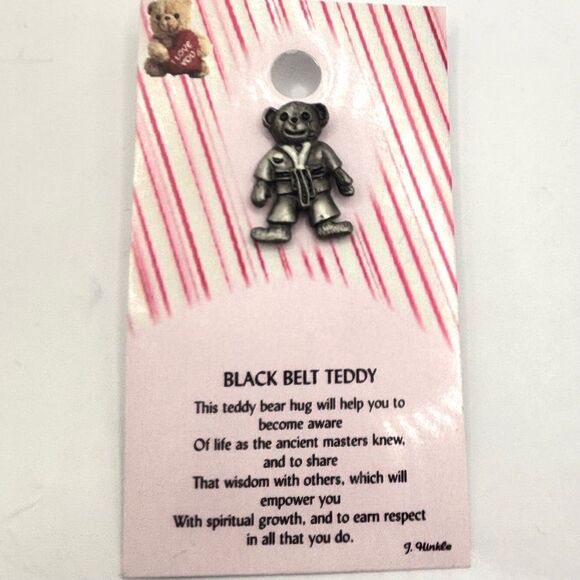 I LOVE
YOU
BLACK BELT TEDDY
This teddy bear hug will help you to
become aware
Of life as the ancient masters knew,
and to share
That wisdom with others, which will
empower you
With spiritual growth, and to earn respect
in all that you do.
J. Hinkle